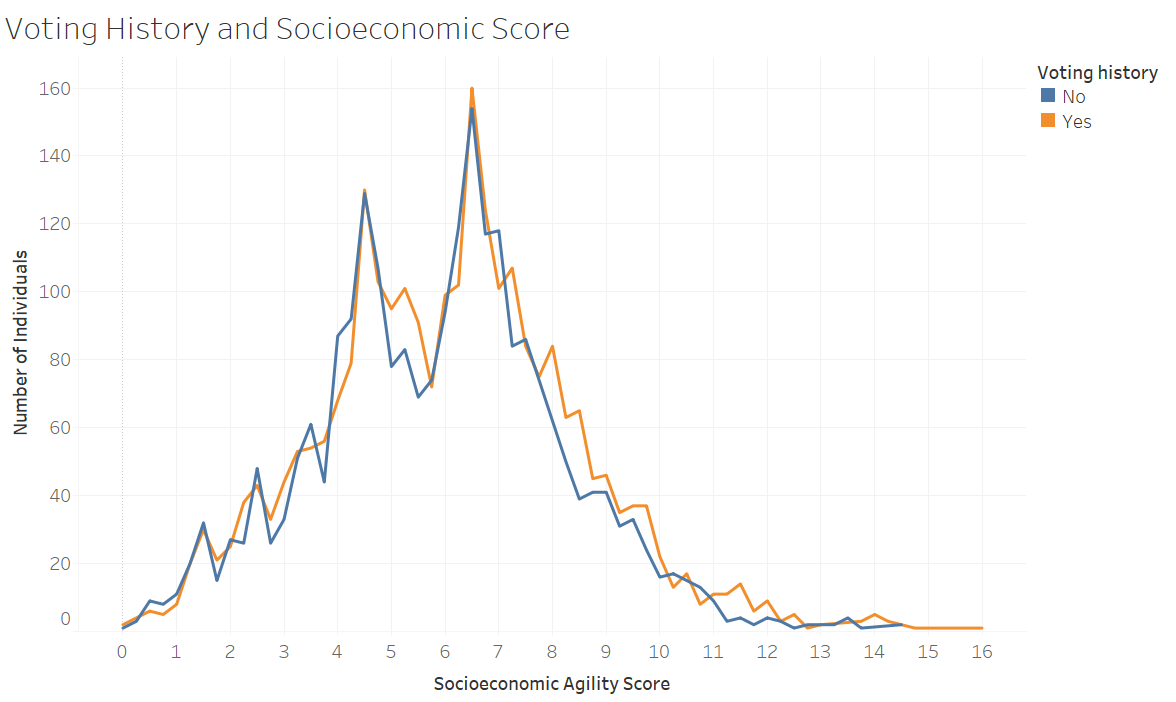 Voting History and Socioeconomic Score
Voting history
No
Yes
Number of Individuals
160
140
120
100
80
60
40
20
0
0 1 2 3 4 5 6 7 8 9 10 11 12 13 14 15 16
Socioeconomic Agility Score